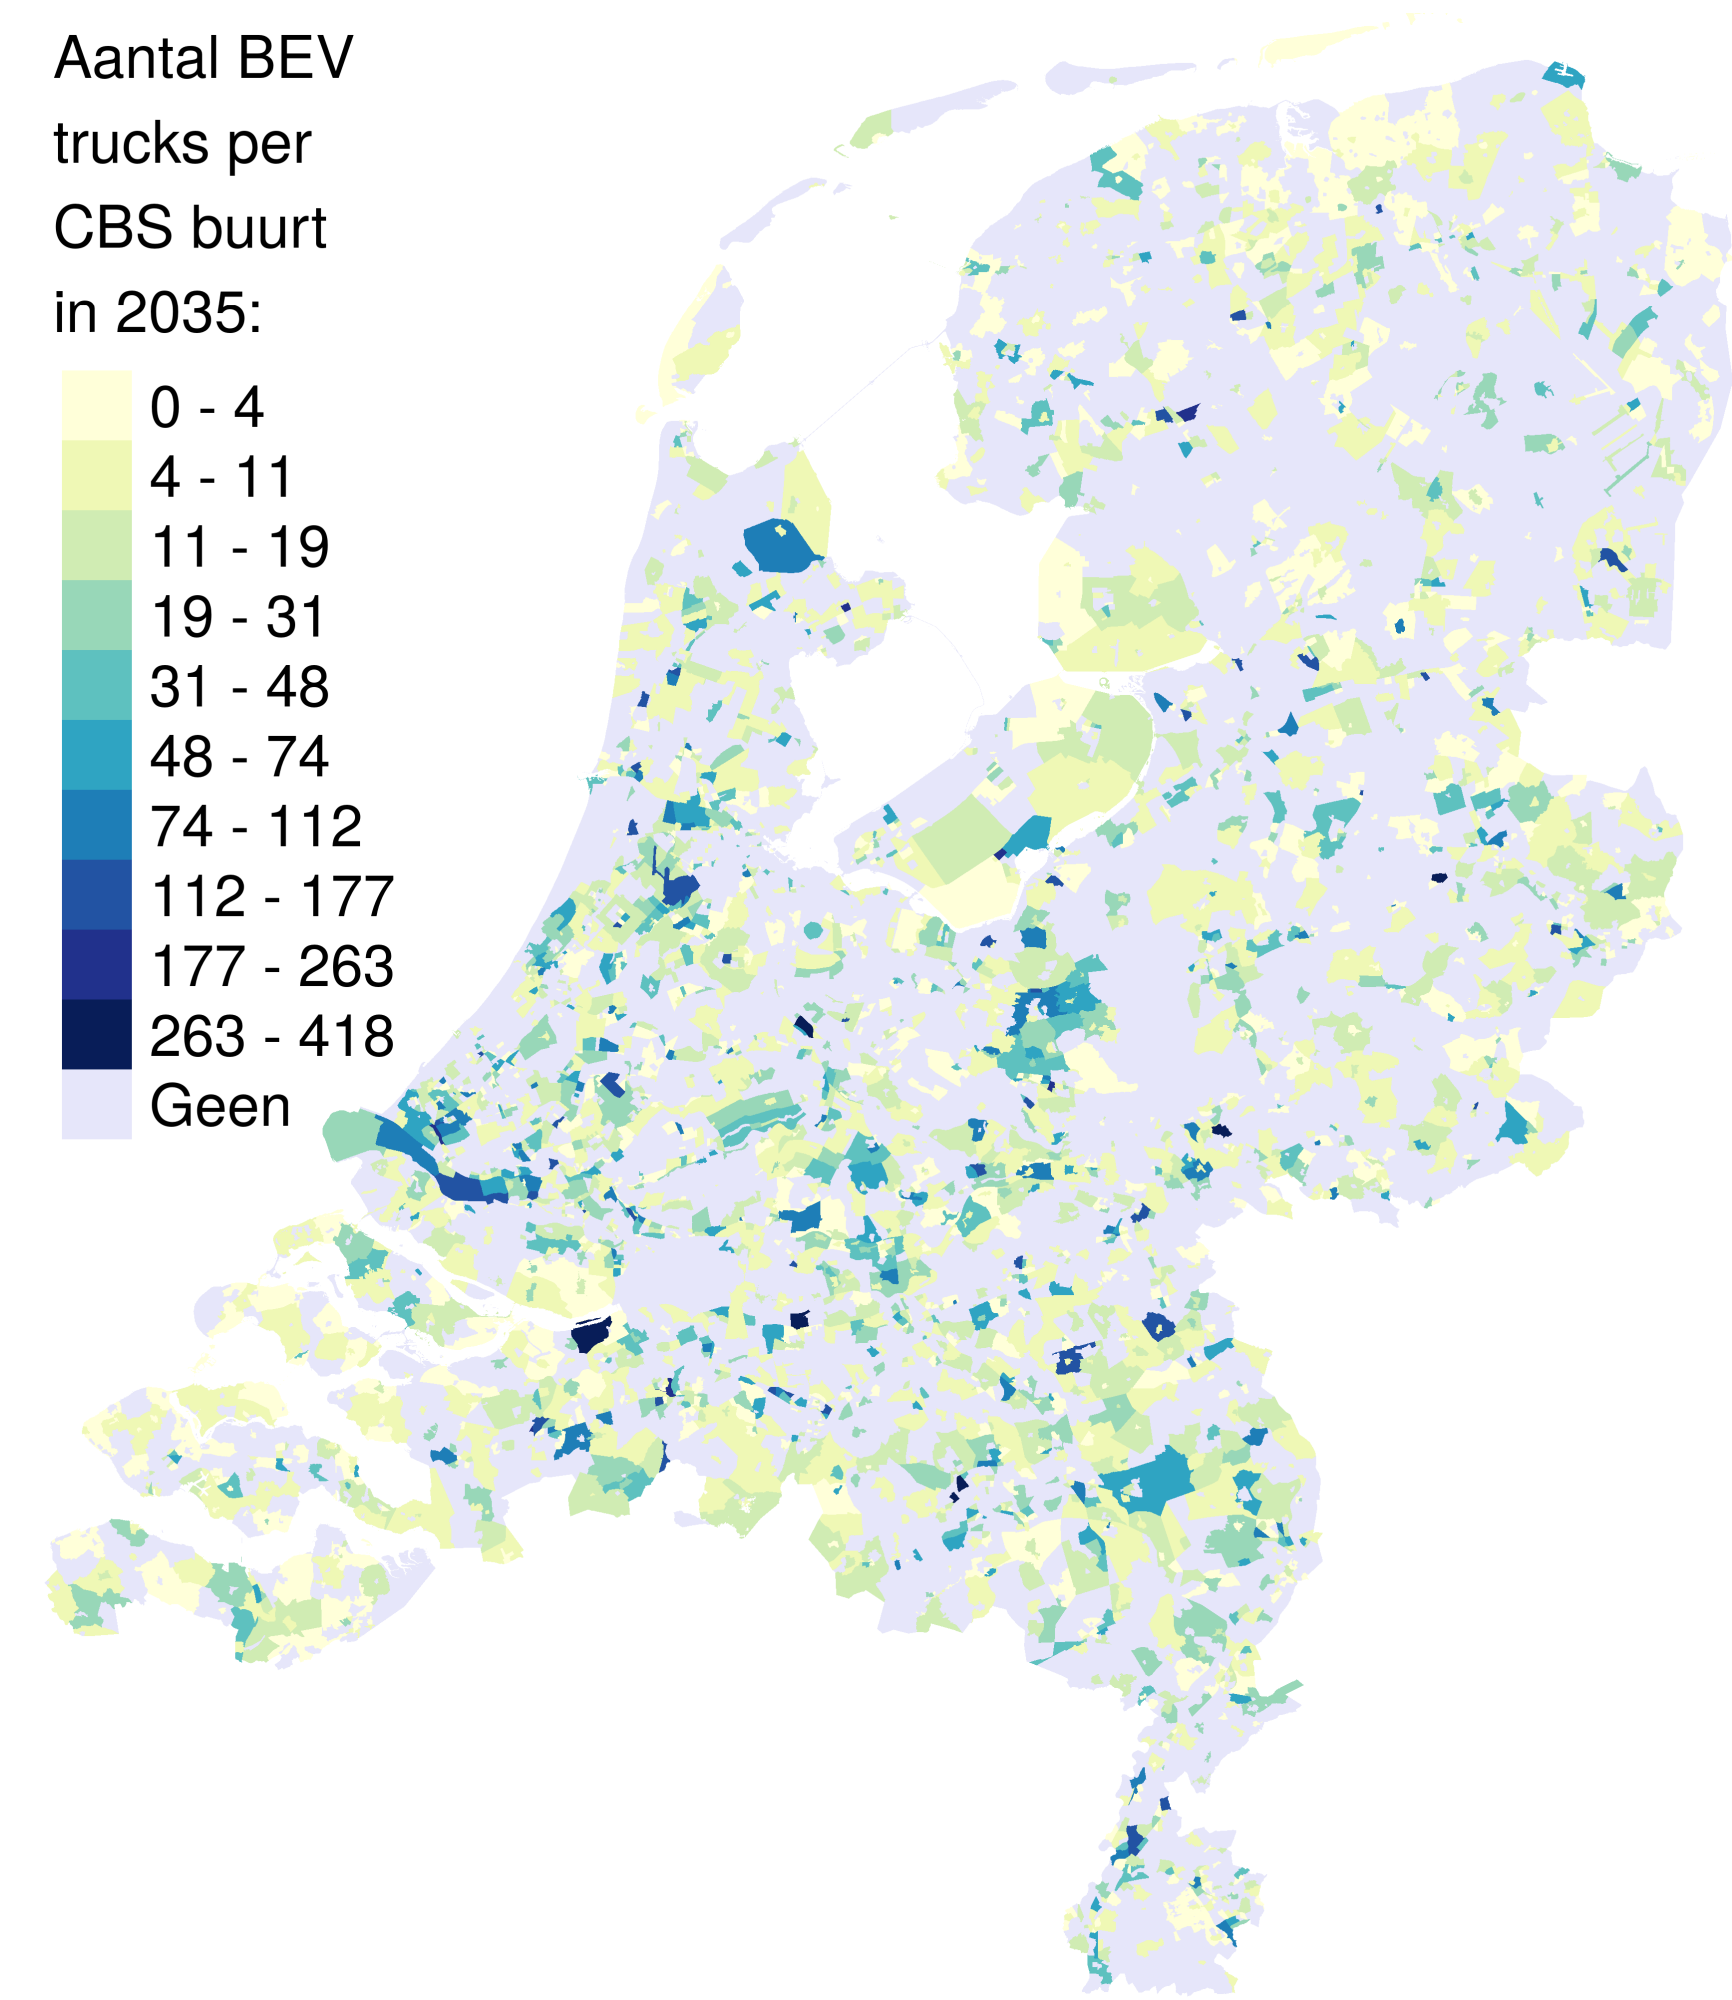 Aantal BEV
trucks per
CBS buurt
in 2035:
0 - 4
4 - 11
11 - 19
19 - 31
31 - 48
48 - 74
74 - 112
112 - 177
177 - 263
263 - 418
Geen